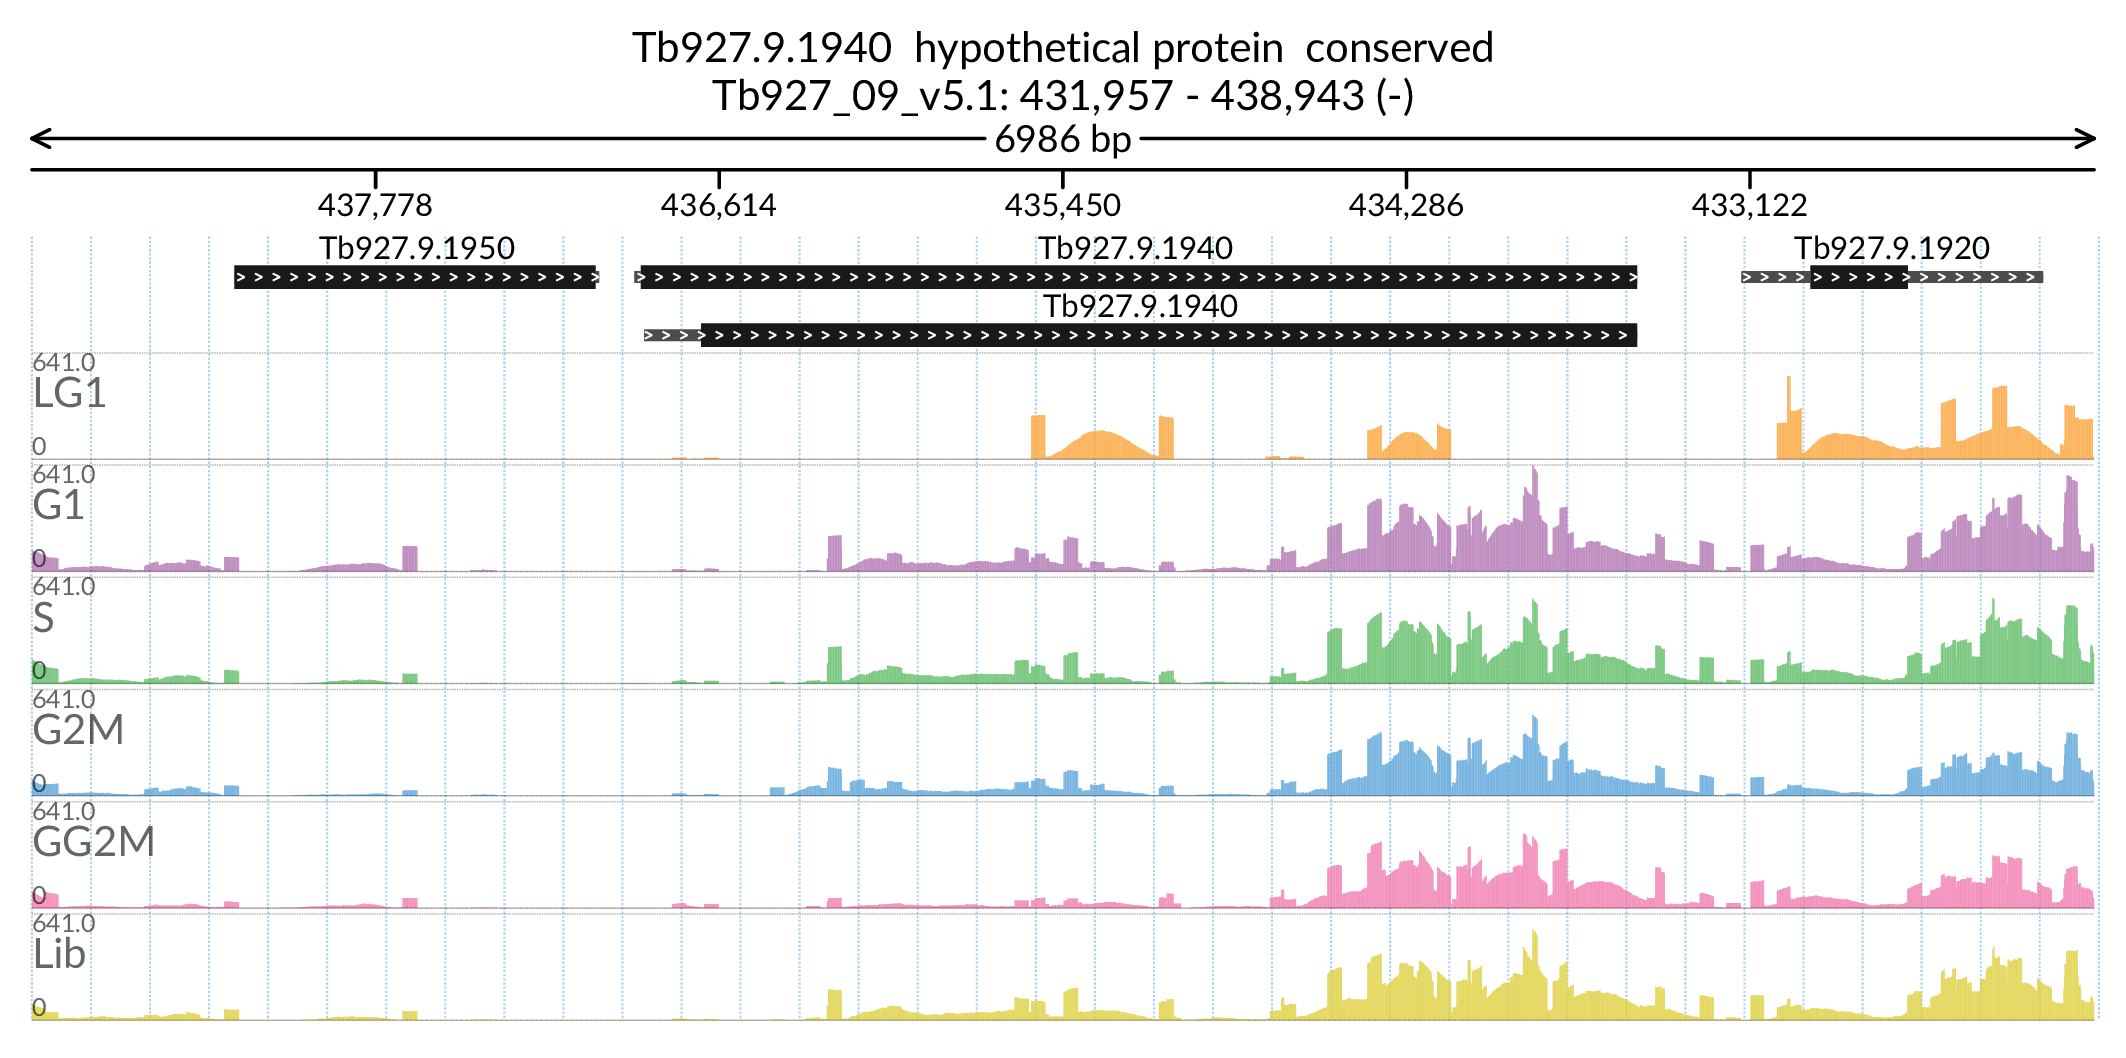 Tb927.9.1940  hypothetical protein  conserved
Tb927_09_v5.1: 431,957 - 438,943 (-)
6986 bp
437,778 436,614 435,450 434,286 433,122
Tb927.9.1950 Tb927.9.1940 Tb927.9.1920
Tb927.9.1940
641.0
LG1
0
641.0
G1
0
641.0
S
0
641.0
G2M
0
641.0
GG2M
0
641.0
Lib
0